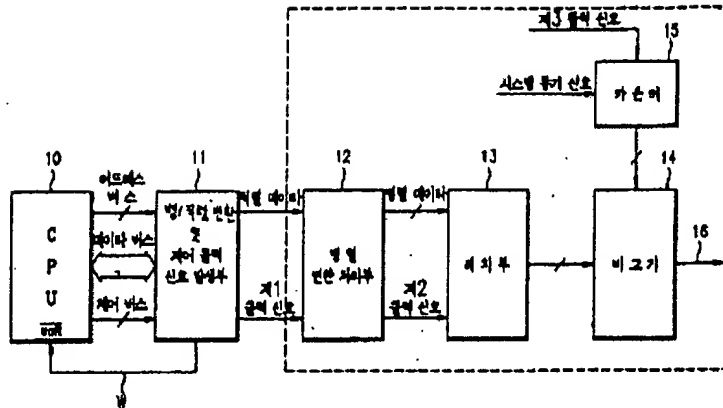 제3 클럭 신호
15
시스템 동기 신호
카운터
10
어드레스
버스
11
12
13
14
16
C
P
U
WAIT
데이타 버스
제어 버스
병/직렬 변환
및
제어 클럭
신호 발생부
직렬 데이타
제1
클럭 신호
병렬
변환 처리부
병렬 데이타
제2
클럭 신호
래치부
비교기
W